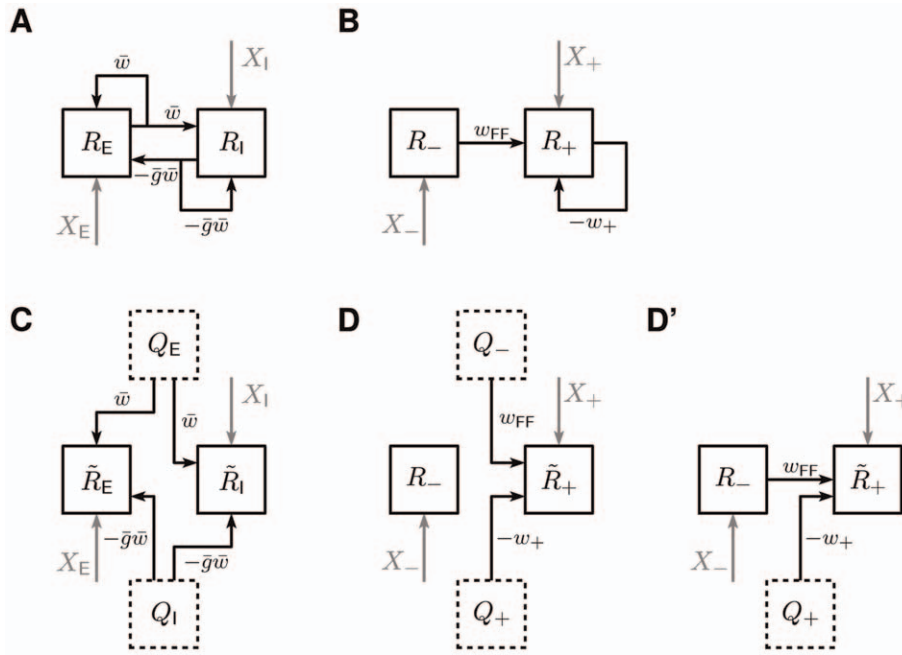 A
B
w̄
X_I
X_+
R_E
w̄
R_I
R_−
w_FF
R_+
−ḡw̄
X_E
−ḡw̄
X_−
−w_+
C
D
D'
Q_E
Q_−
w̄
X_I
w̄
X_+
w_FF
X_+
R̃_E
R̃_I
R_−
R̃_+
R_−
w_FF
R̃_+
−ḡw̄
X_E
−ḡw̄
X_−
−w_+
X_−
−w_+
Q_I
Q_+
Q_+